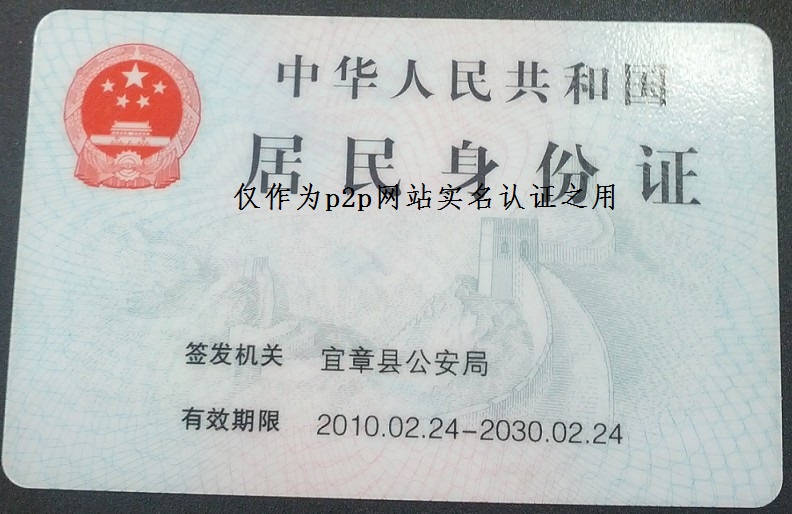 中华人民共和国
居民身份证
仅作为p2p网站实名认证之用
签发机关 宜章县公安局
有效期限 2010.02.24-2030.02.24